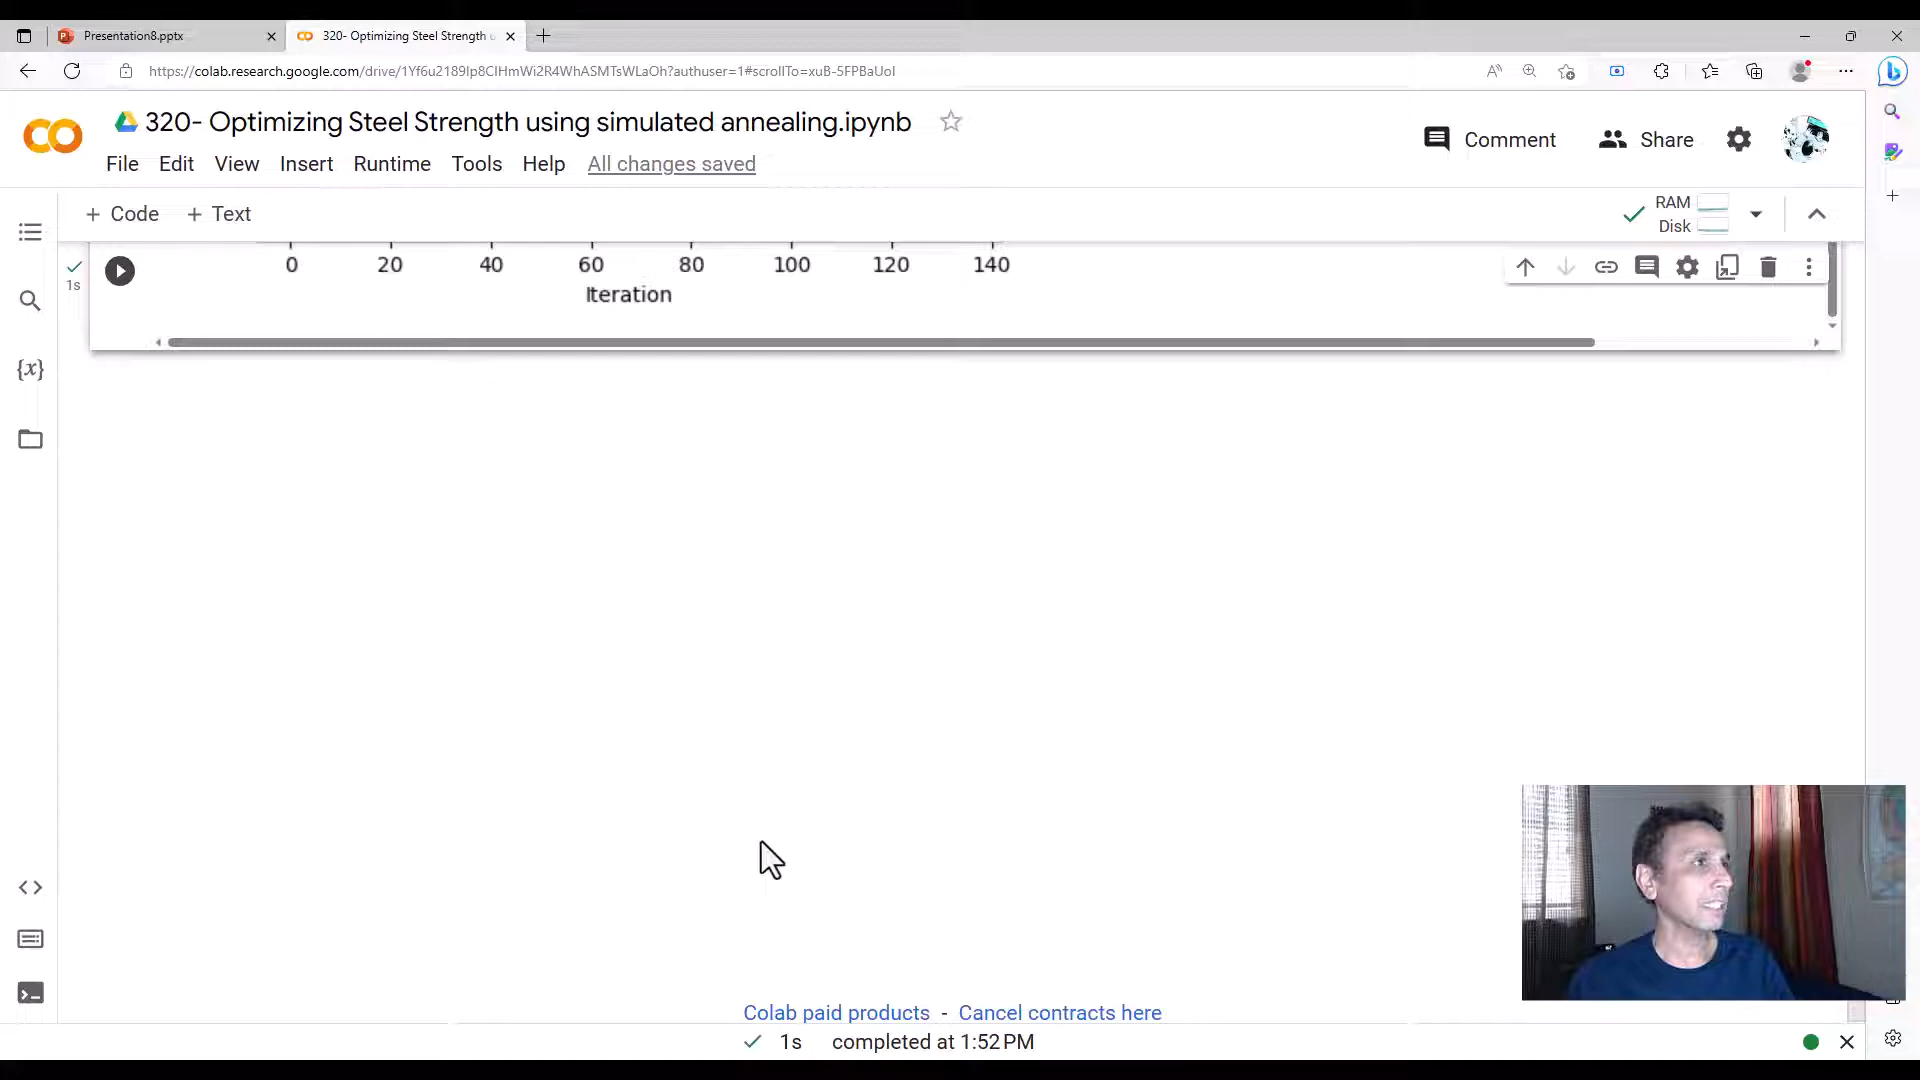 Presentation8.pptx
320- Optimizing Steel Strength
https://colab.research.google.com/drive/1Yf6u2189Ip8CIHmWi2R4WhASMTsWLaOh?authuser=1#scrollTo=xuB-5FPBaUoI
320- Optimizing Steel Strength using simulated annealing.ipynb
File Edit View Insert Runtime Tools Help All changes saved
Comment
Share
+ Code + Text
RAM
Disk
1s
0 20 40 60 80 100 120 140
Iteration
{x}
Colab paid products - Cancel contracts here
1s completed at 1:52 PM